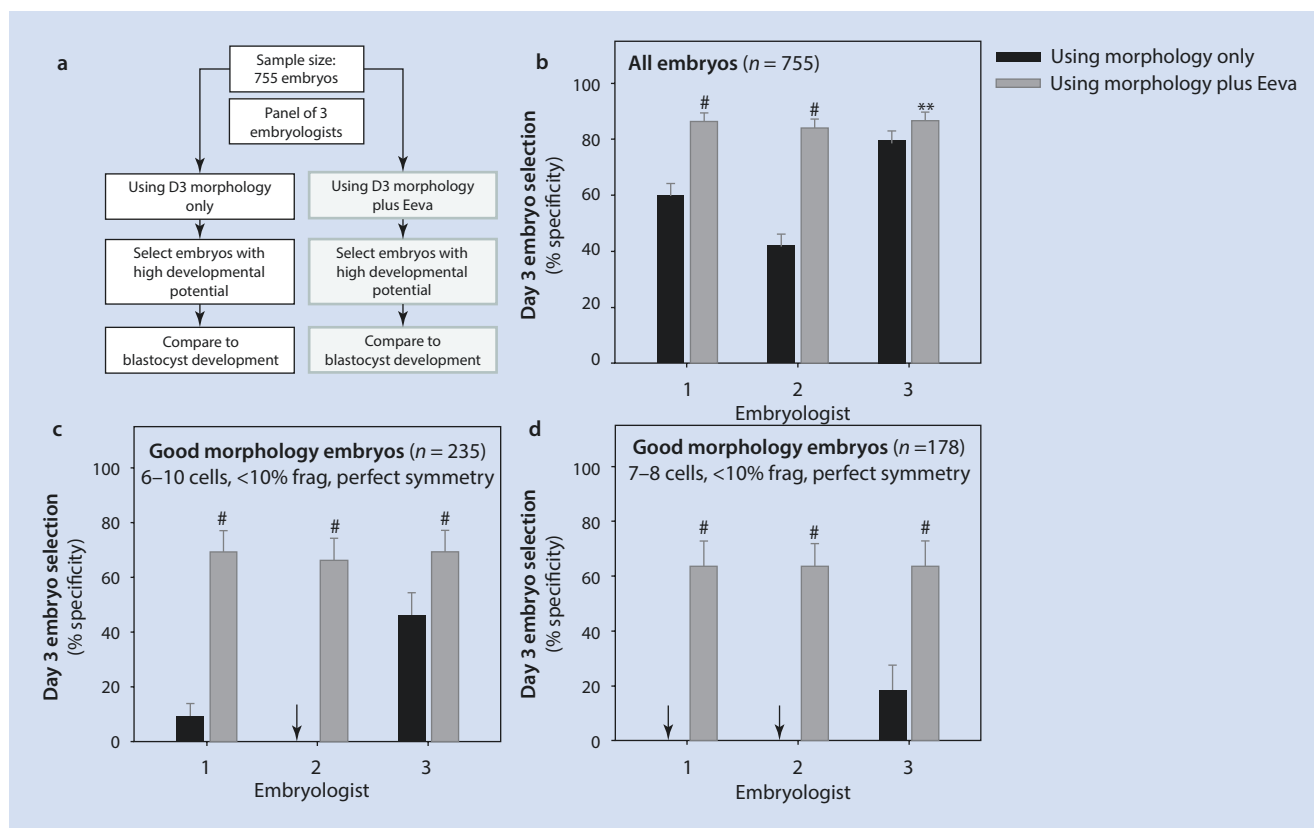 a
Sample size:
755 embryos
Panel of 3
embryologists
Using D3 morphology
only
Using D3 morphology
plus Eeva
Select embryos with
high developmental
potential
Select embryos with
high developmental
potential
Compare to
blastocyst development
Compare to
blastocyst development
b
All embryos (n = 755)
Using morphology only
Using morphology plus Eeva
Day 3 embryo selection
(% specificity)
100
80
60
40
20
0
# # **
1 2 3
Embryologist
c
Good morphology embryos (n = 235)
6–10 cells, <10% frag, perfect symmetry
Day 3 embryo selection
(% specificity)
100
80
60
40
20
0
# # #
1 2 3
Embryologist
d
Good morphology embryos (n =178)
7–8 cells, <10% frag, perfect symmetry
Day 3 embryo selection
(% specificity)
100
80
60
40
20
0
# # #
1 2 3
Embryologist